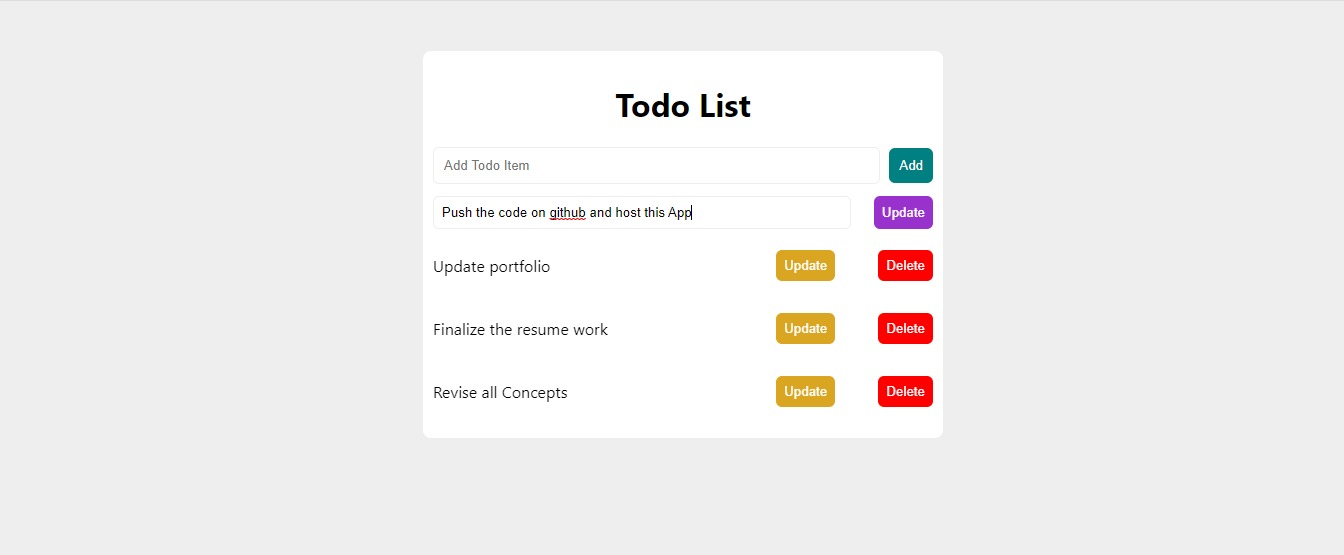 Todo List
Add Todo Item Add
Push the code on github and host this App Update
Update portfolio Update Delete
Finalize the resume work Update Delete
Revise all Concepts Update Delete